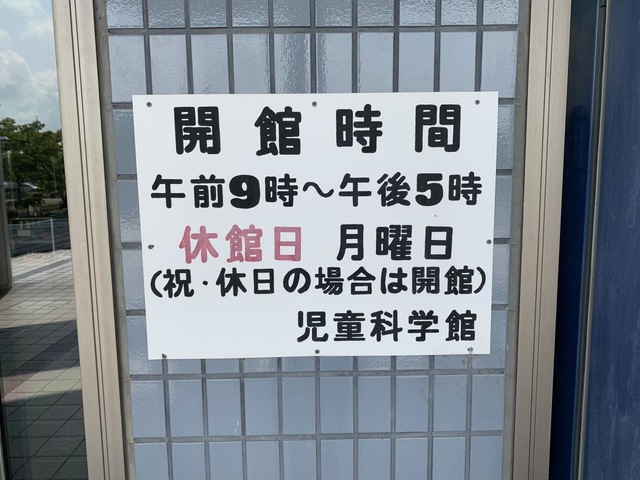 開館時間
午前9時～午後5時
休館日 月曜日
(祝・休日の場合は開館)
児童科学館